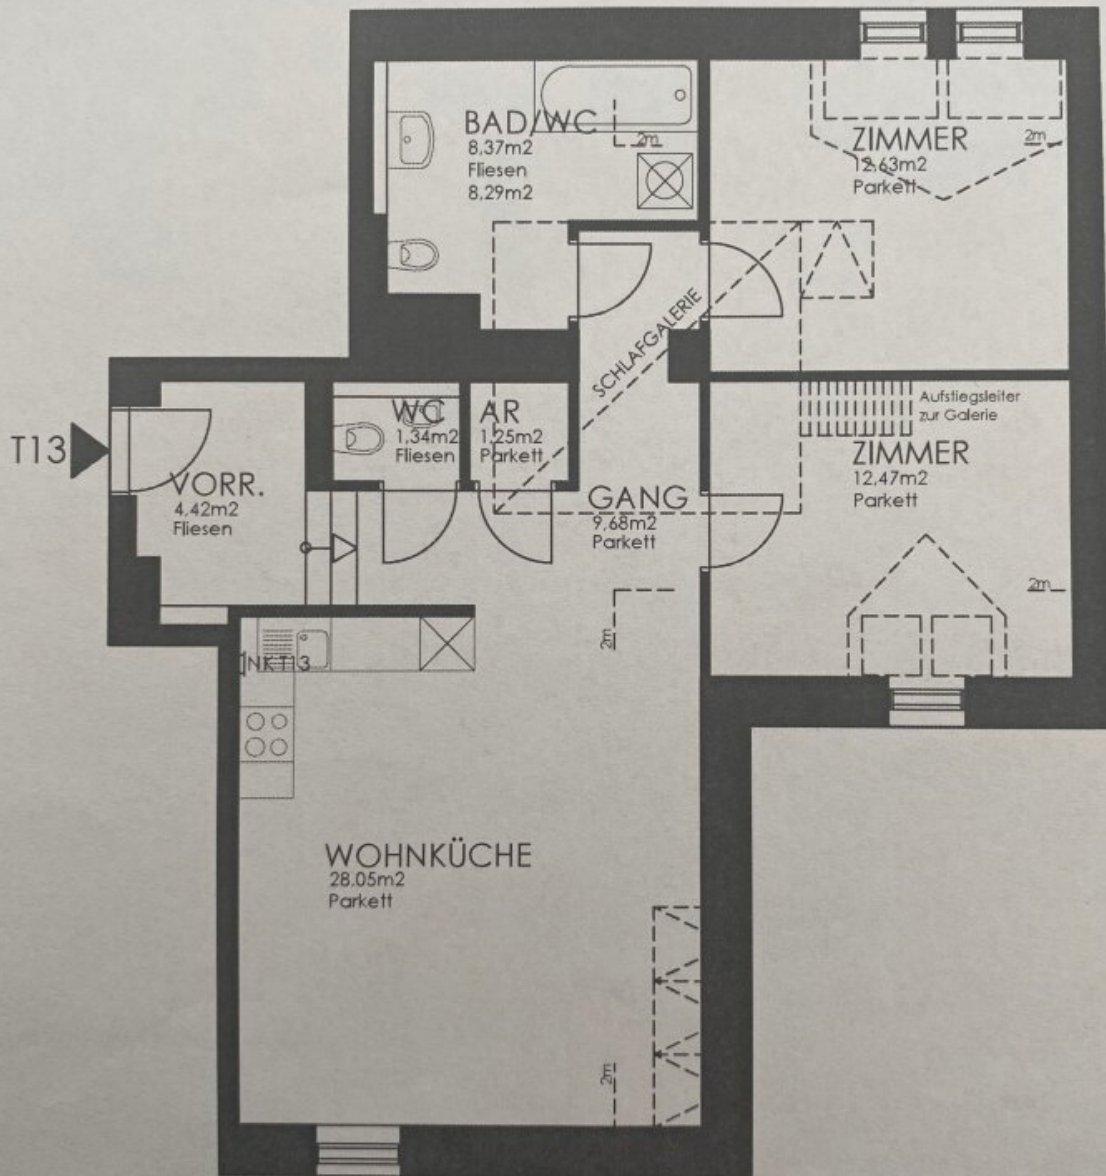 BAD/WC
8,37m2
Fliesen
8,29m2
2m
ZIMMER
12,63m2
Parkett
2m
SCHLAFGALERIE
T13
VORR.
4,42m2
Fliesen
WC
1,34m2
Fliesen
AR
1,25m2
Parkett
GANG
9,68m2
Parkett
Aufstiegsleiter
zur Galerie
ZIMMER
12,47m2
Parkett
2m
2m
NKT13
WOHNKÜCHE
28,05m2
Parkett
2m